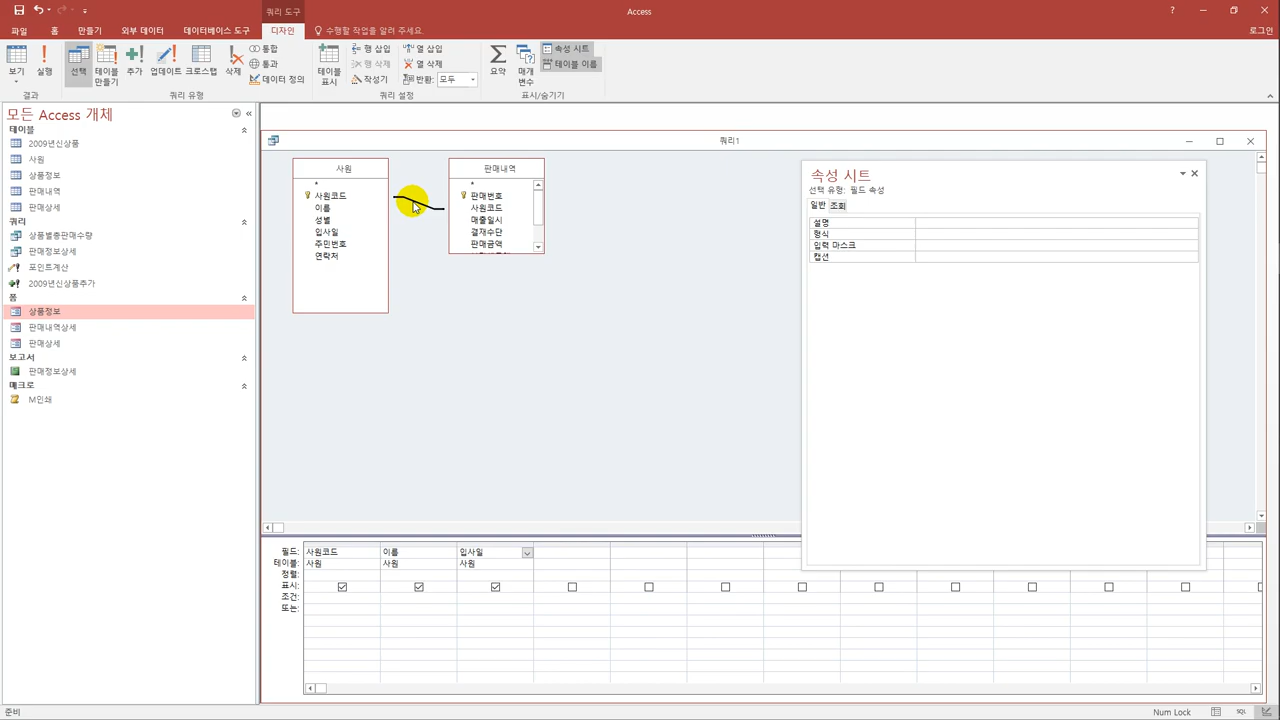 쿼리 도구
Access
로그인
파일
홈
만들기
외부 데이터
데이터베이스 도구
디자인
수행할 작업을 알려 주세요.
보기
실행
결과
선택
테이블 만들기
추가
업데이트
크로스탭
삭제
통합
통과
데이터 정의
쿼리 유형
테이블 표시
행 삽입
행 삭제
작성기
열 삽입
열 삭제
반환: 모두
쿼리 설정
요약
매개 변수
속성 시트
테이블 이름
표시/숨기기
모든 Access 개체
테이블
2009년신상품
사원
상품정보
판매내역
판매상세
쿼리
상품별총판매수량
판매정보상세
포인트계산
2009년신상품추가
폼
상품정보
판매내역상세
판매상세
보고서
판매정보상세
매크로
M인쇄
쿼리1
사원
*
사원코드
이름
성별
입사일
주민번호
연락저
판매내역
*
판매번호
사원코드
매출일시
결재수단
판매금액
속성 시트
선택 유형: 필드 속성
일반 조회
설명
형식
입력 마스크
캡션
필드: 사원코드 이름 입사일
테이블: 사원 사원 사원
정렬:
표시:
조건:
또는:
준비
Num Lock
SQL